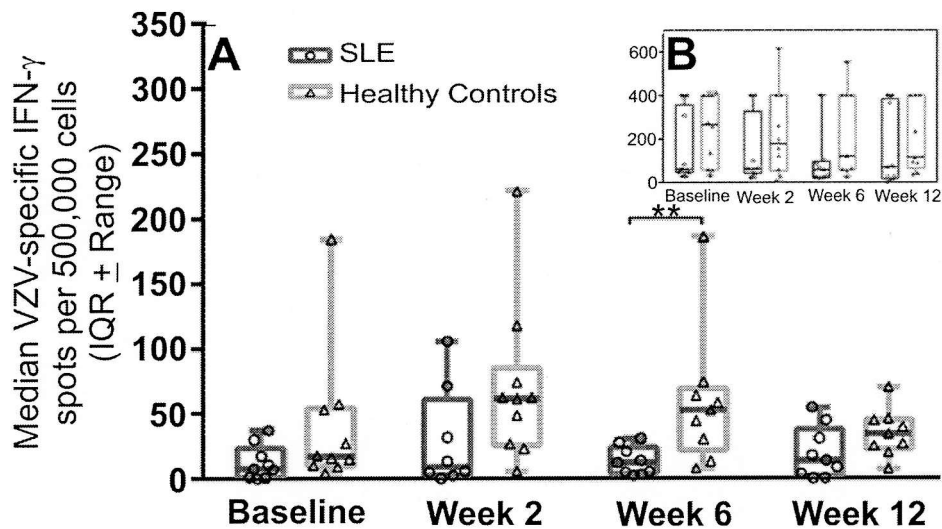 350
300
250
200
150
100
50
0
Median VZV-specific IFN-γ
spots per 500,000 cells
(IQR ± Range)
A
SLE
Healthy Controls
B
600
400
200
0
Baseline Week 2 Week 6 Week 12
**
Baseline Week 2 Week 6 Week 12